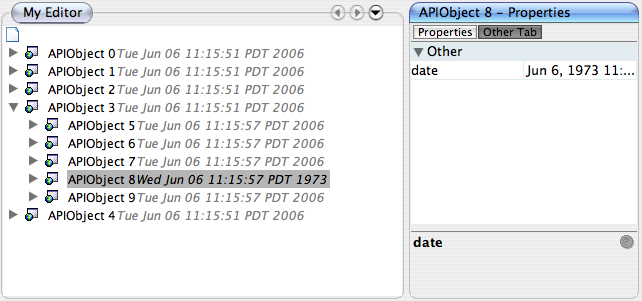 My Editor
APIObject 0 Tue Jun 06 11:15:51 PDT 2006
APIObject 1 Tue Jun 06 11:15:51 PDT 2006
APIObject 2 Tue Jun 06 11:15:51 PDT 2006
APIObject 3 Tue Jun 06 11:15:51 PDT 2006
APIObject 5 Tue Jun 06 11:15:57 PDT 2006
APIObject 6 Tue Jun 06 11:15:57 PDT 2006
APIObject 7 Tue Jun 06 11:15:57 PDT 2006
APIObject 8 Wed Jun 06 11:15:57 PDT 1973
APIObject 9 Tue Jun 06 11:15:57 PDT 2006
APIObject 4 Tue Jun 06 11:15:51 PDT 2006
APIObject 8 - Properties
Properties Other Tab
Other
date Jun 6, 1973 11:...
date
?